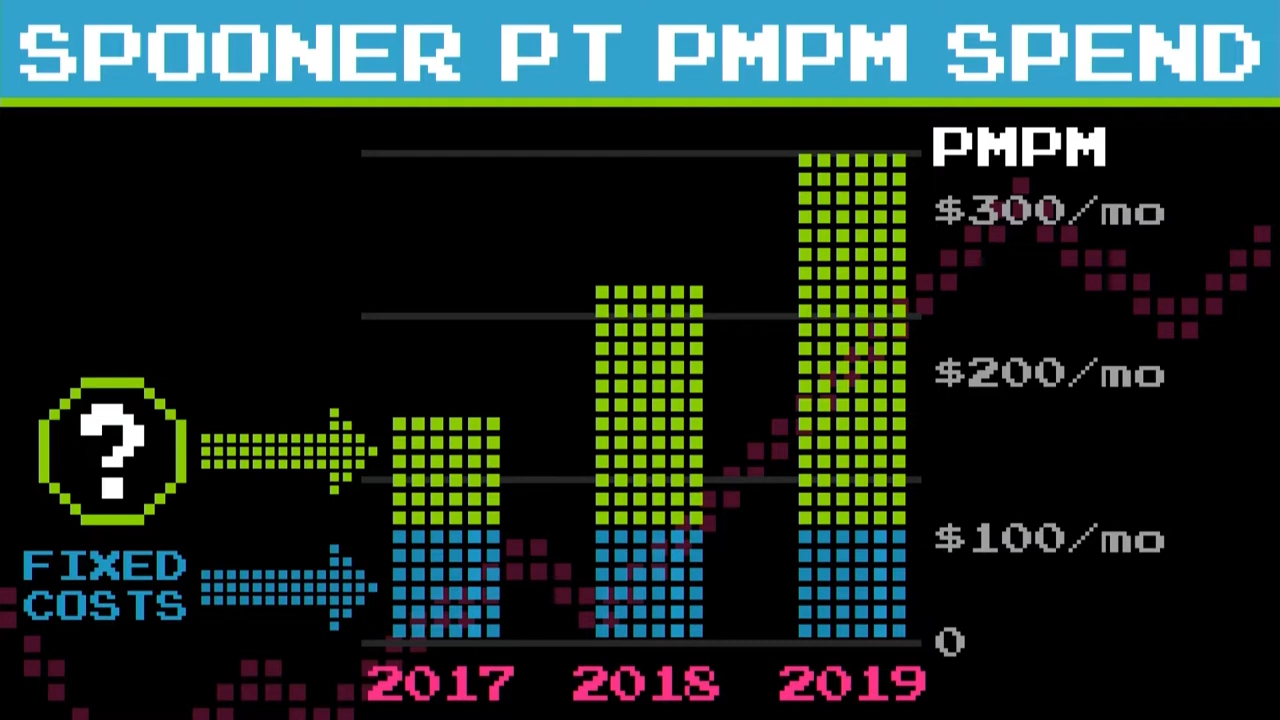 SPOONER PT PMPM SPEND
PMPM
$300/mo
$200/mo
?
$100/mo
FIXED
COSTS
0
2017 2018 2019